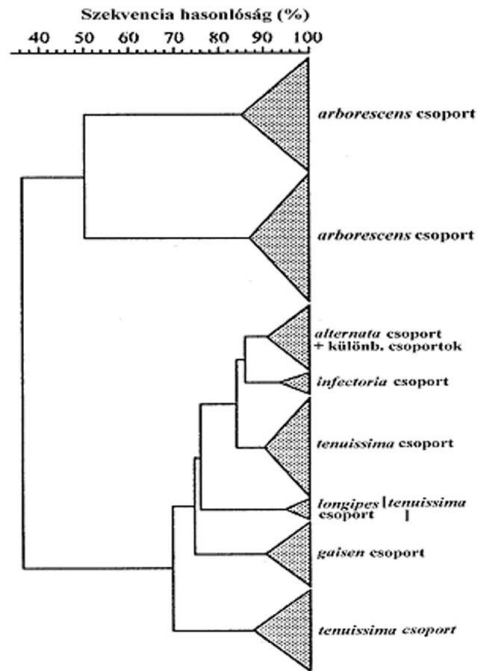 Szekvencia hasonlóság (%)
40 50 60 70 80 90 100
arborescens csoport
arborescens csoport
alternata csoport
+ különb. csoportok
infectoria csoport
tenuissima csoport
longipes [tenuissima
csoport ]
gaisen csoport
tenuissima csoport